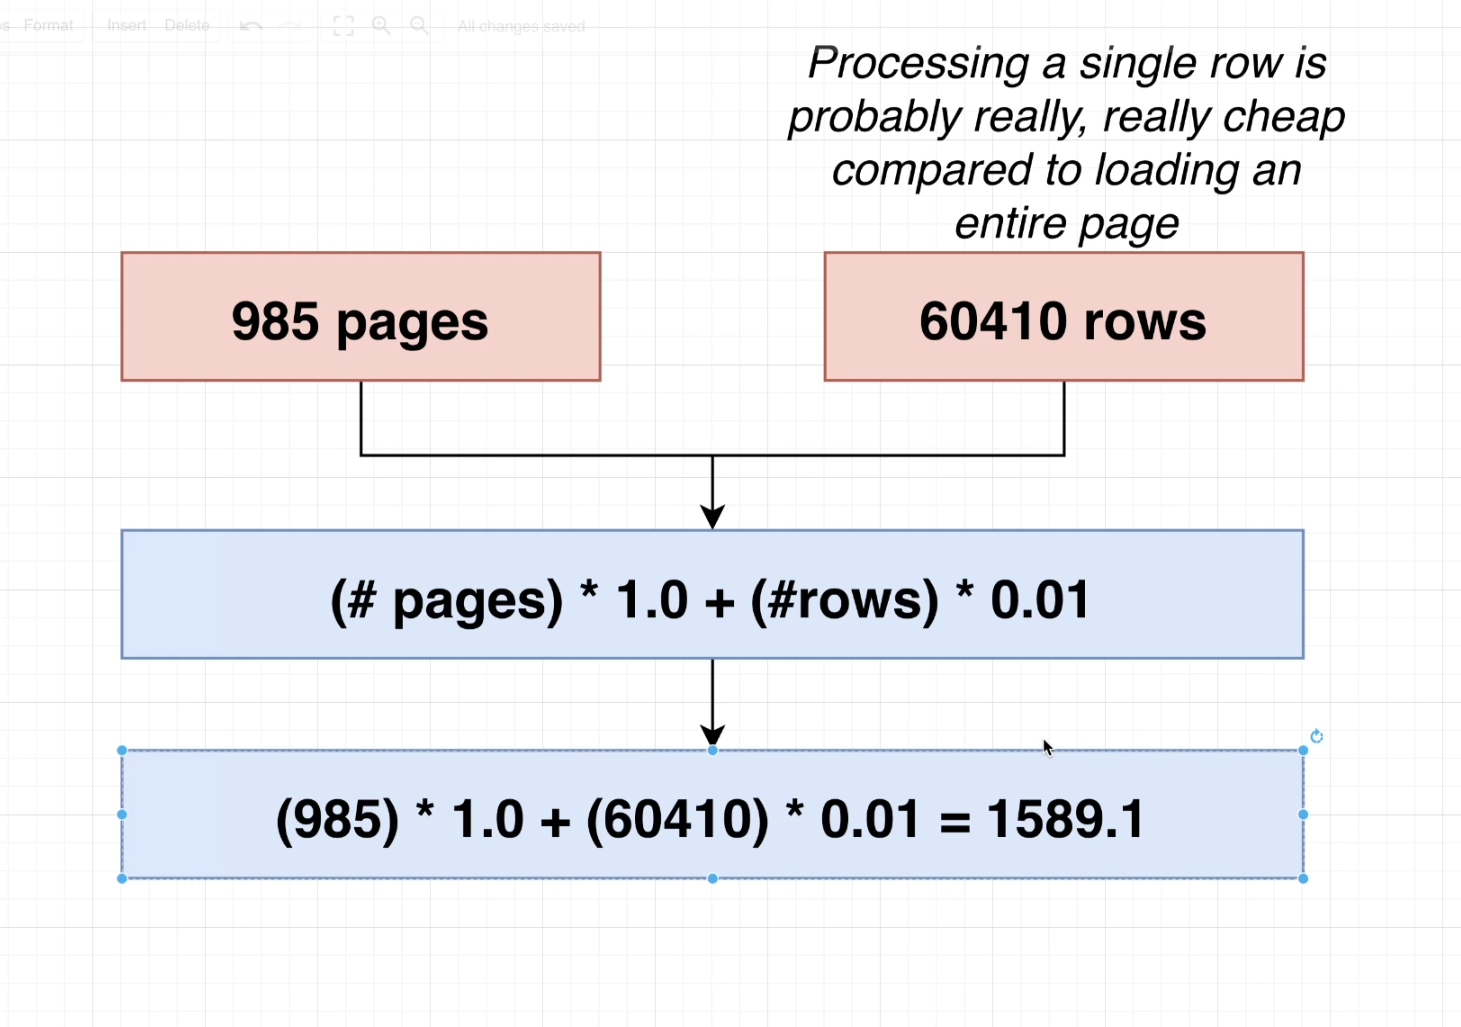 Format Insert Delete All changes saved
Processing a single row is
probably really, really cheap
compared to loading an
entire page
985 pages
60410 rows
(# pages) * 1.0 + (#rows) * 0.01
(985) * 1.0 + (60410) * 0.01 = 1589.1